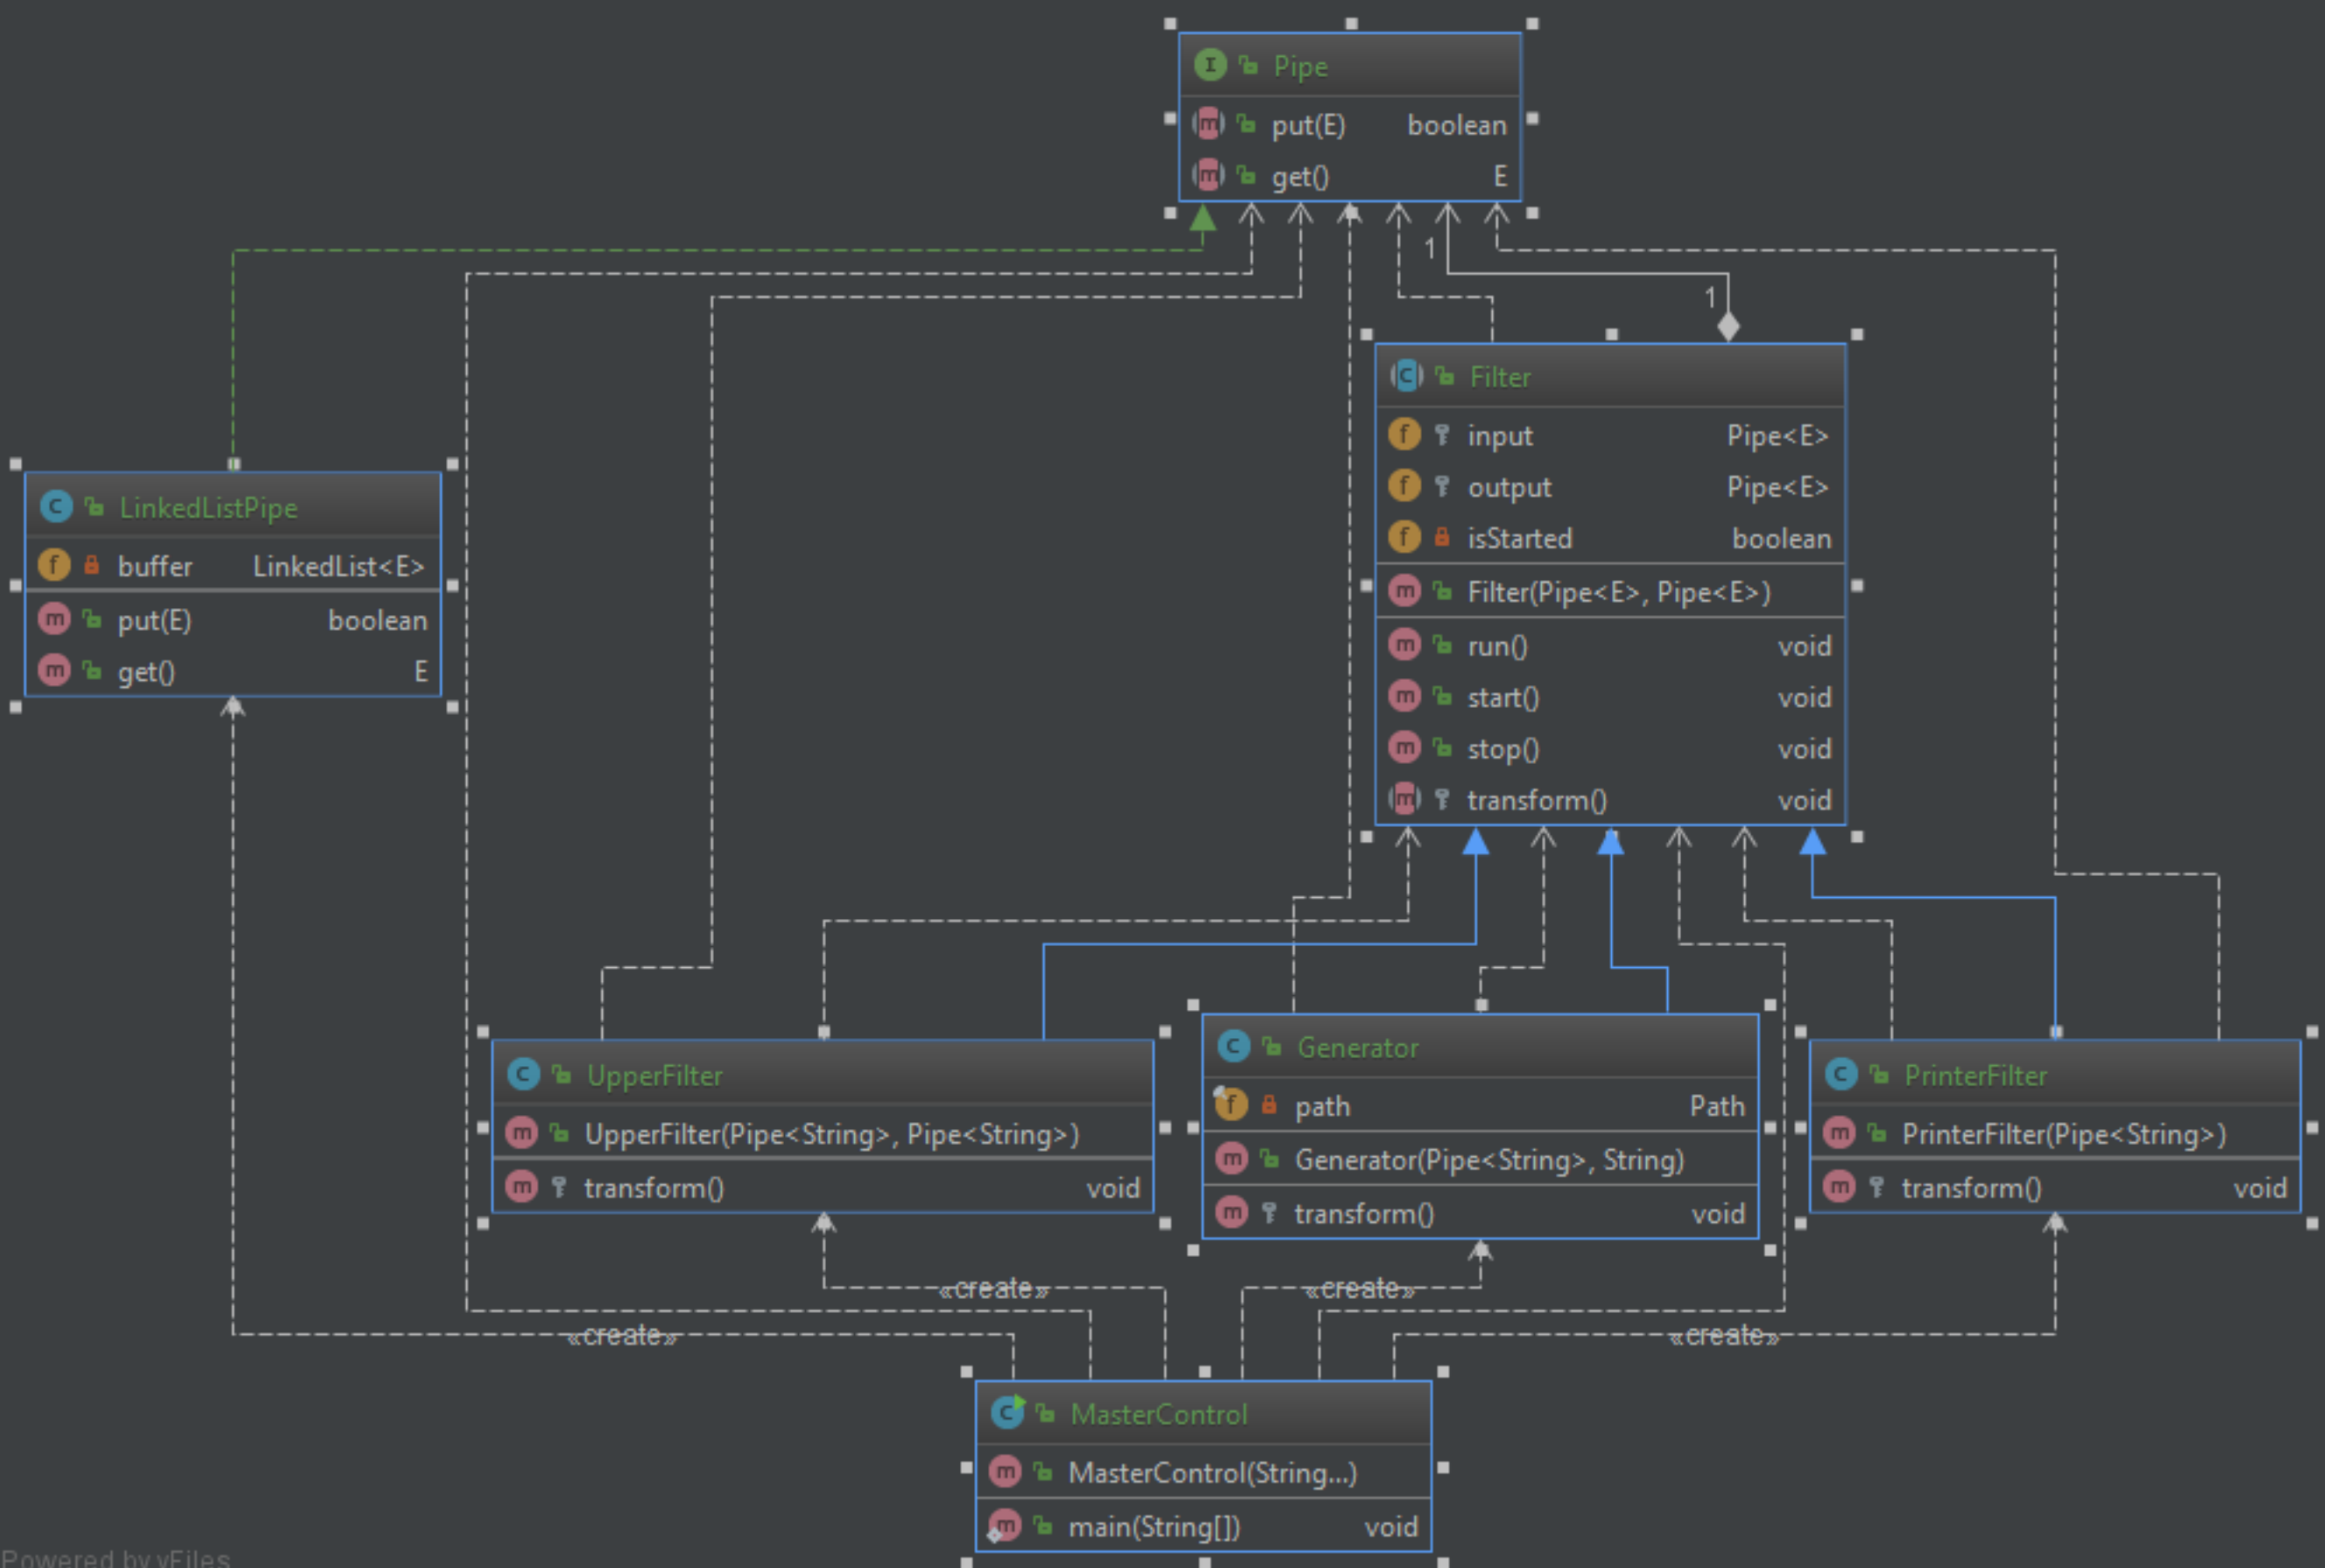 Pipe
put(E) boolean
get() E
1
1
Filter
input Pipe<E>
output Pipe<E>
isStarted boolean
Filter(Pipe<E>, Pipe<E>)
run() void
start() void
stop() void
transform() void
LinkedListPipe
buffer LinkedList<E>
put(E) boolean
get() E
UpperFilter
UpperFilter(Pipe<String>, Pipe<String>)
transform() void
Generator
path Path
Generator(Pipe<String>, String)
transform() void
PrinterFilter
PrinterFilter(Pipe<String>)
transform() void
«create»
«create»
«create»
«create»
MasterControl
MasterControl(String...)
main(String[]) void
Powered by yFiles